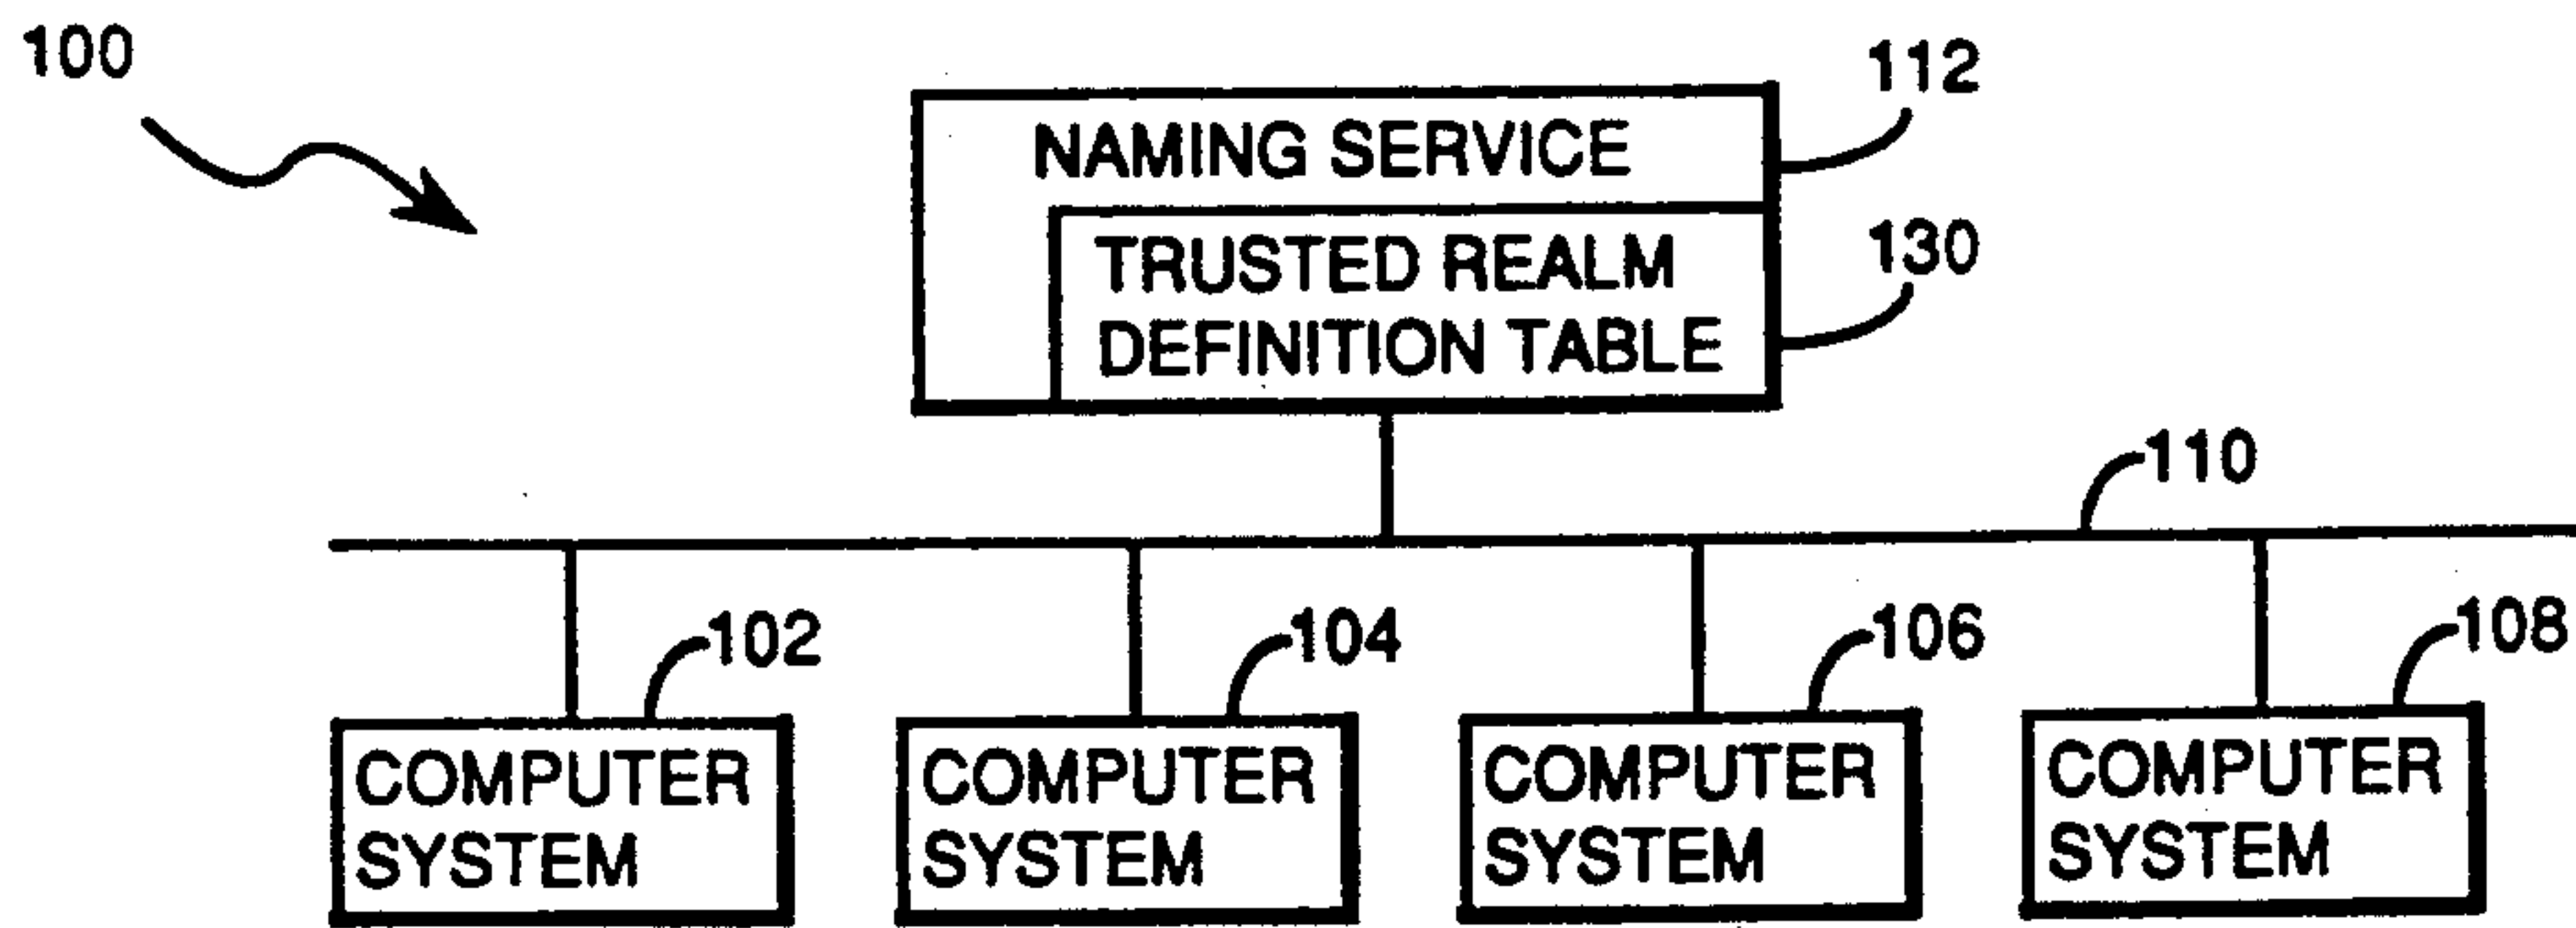 100
112
NAMING SERVICE
130
TRUSTED REALM
DEFINITION TABLE
110
102
104
106
108
COMPUTER
SYSTEM
COMPUTER
SYSTEM
COMPUTER
SYSTEM
COMPUTER
SYSTEM